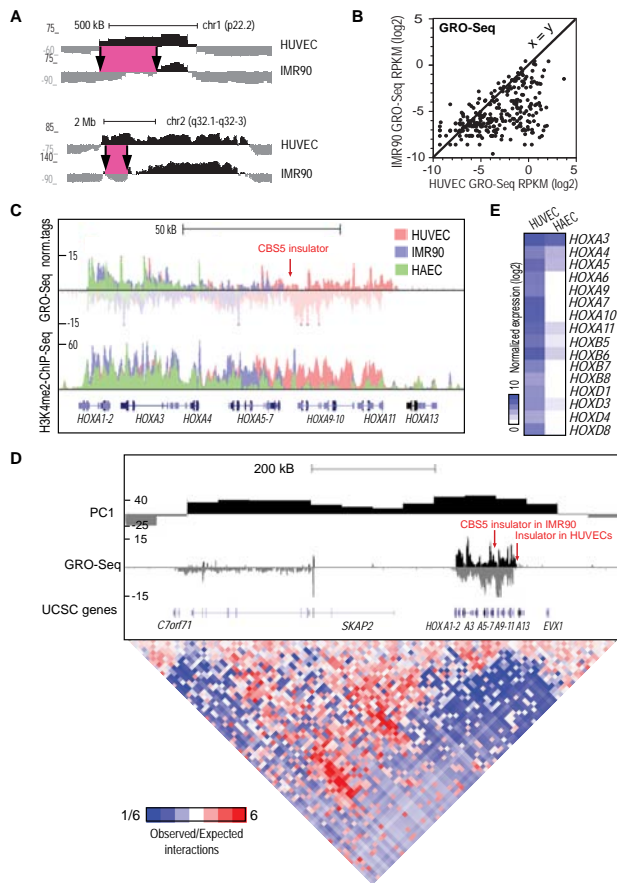 A
500 kB
chr1 (p22.2)
75
-60
HUVEC
75
-90
IMR90
2 Mb
chr2 (q32.1-q32-3)
85
-75
HUVEC
140
-90
IMR90
B
GRO-Seq
x = y
IMR90 GRO-Seq RPKM (log2)
5
0
-5
-10
-10
-5
0
5
HUVEC GRO-Seq RPKM (log2)
C
50 kB
CBS5 insulator
HUVEC
IMR90
HAEC
GRO-Seq norm.tags
15
-15
H3K4me2-ChIP-Seq
60
HOXA1-2
HOXA3
HOXA4
HOXA5-7
HOXA9-10
HOXA11
HOXA13
E
HUVEC
HAEC
Normalized expression (log2)
10
0
HOXA3
HOXA4
HOXA5
HOXA6
HOXA9
HOXA7
HOXA10
HOXA11
HOXB5
HOXB6
HOXB7
HOXB8
HOXD1
HOXD3
HOXD4
HOXD8
D
200 kB
PC1
40
-25
CBS5 insulator in IMR90
Insulator in HUVECs
GRO-Seq
15
-15
UCSC genes
C7orf71
SKAP2
HOX A1-2 A3 A5-7 A9-11 A13
EVX1
1/6
6
Observed/Expected
interactions